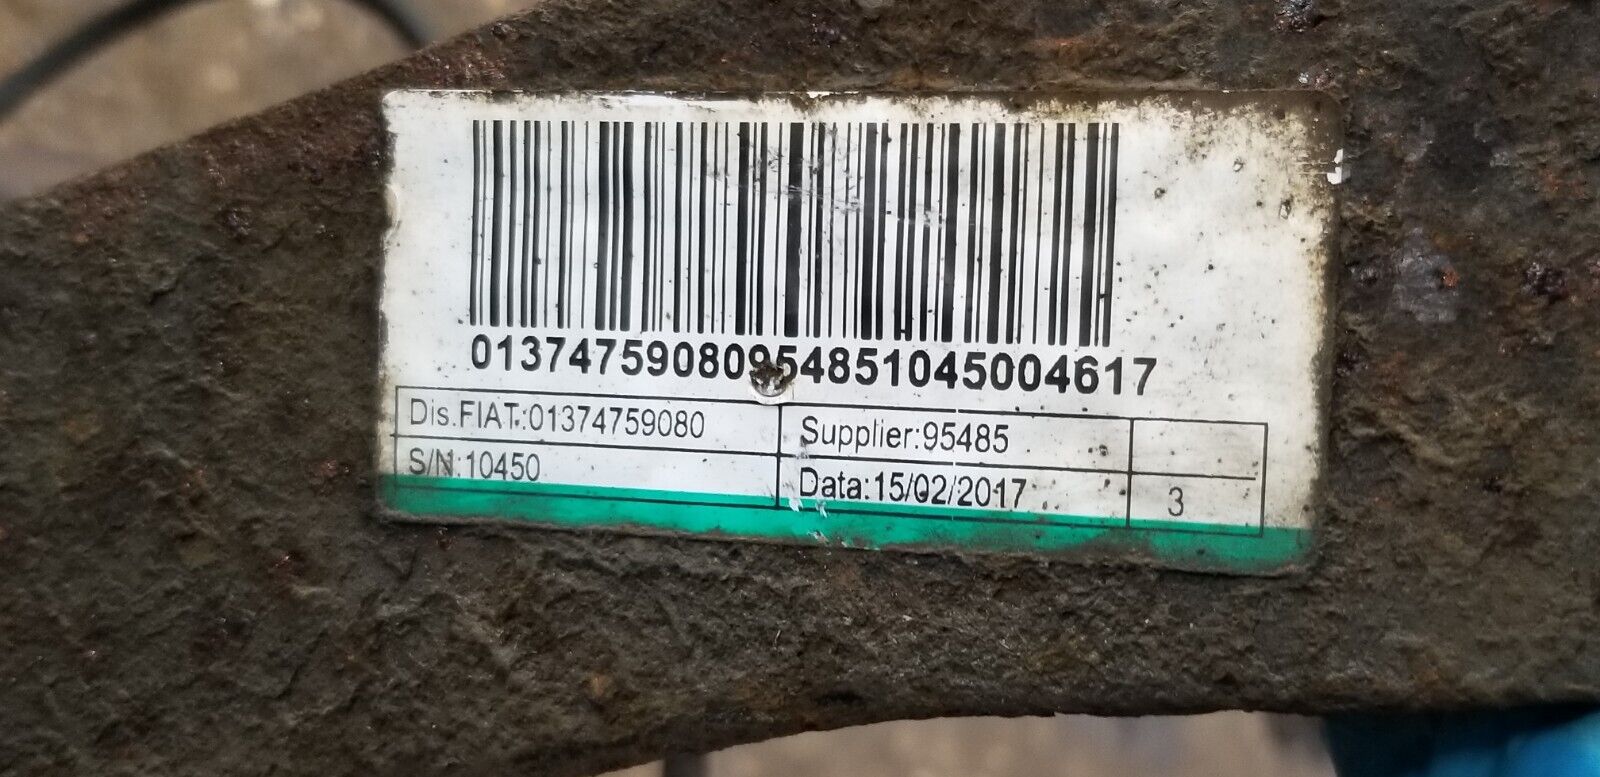 01374759080954851045004617
Dis.FIAT.:01374759080 Supplier:95485
S/N:10450 Data:15/02/2017 3